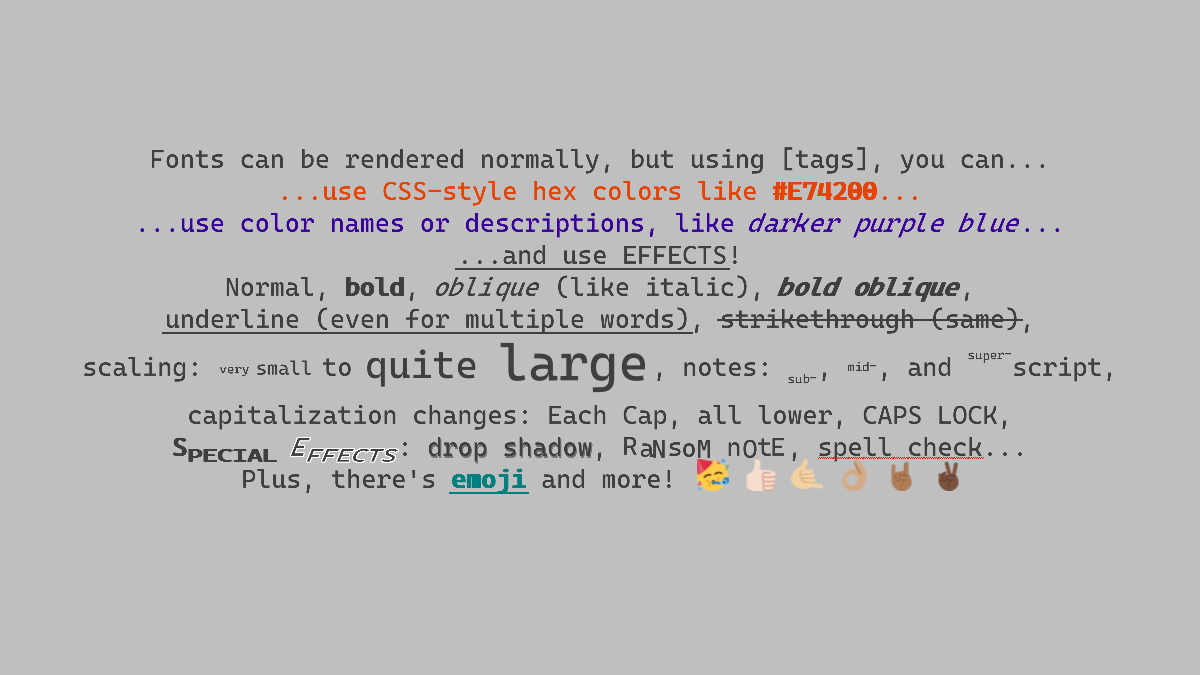 Fonts can be rendered normally, but using [tags], you can...
...use CSS-style hex colors like #E74200...
...use color names or descriptions, like darker purple blue...
...and use EFFECTS!
Normal, bold, oblique (like italic), bold oblique,
underline (even for multiple words), strikethrough (same),
scaling: very small to quite large, notes: sub-, mid-, and super-script,
capitalization changes: Each Cap, all lower, CAPS LOCK,
SPECIAL EFFECTS: drop shadow, RaNsoM nOtE, spell check...
Plus, there's emoji and more! 🥳 👍🏻 🤙🏼 👌🏽 🤘🏾 ✌🏿